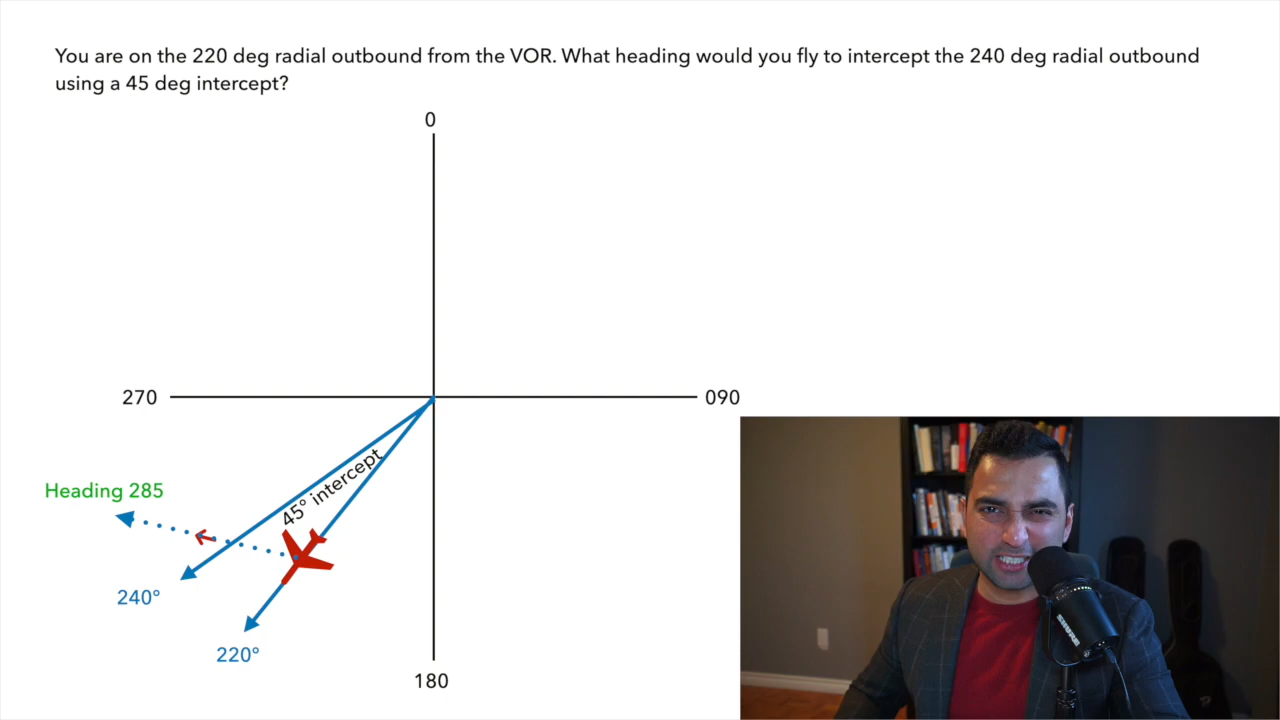 You are on the 220 deg radial outbound from the VOR. What heading would you fly to intercept the 240 deg radial outbound
using a 45 deg intercept?
0
270
090
45° intercept
Heading 285
240°
220°
180